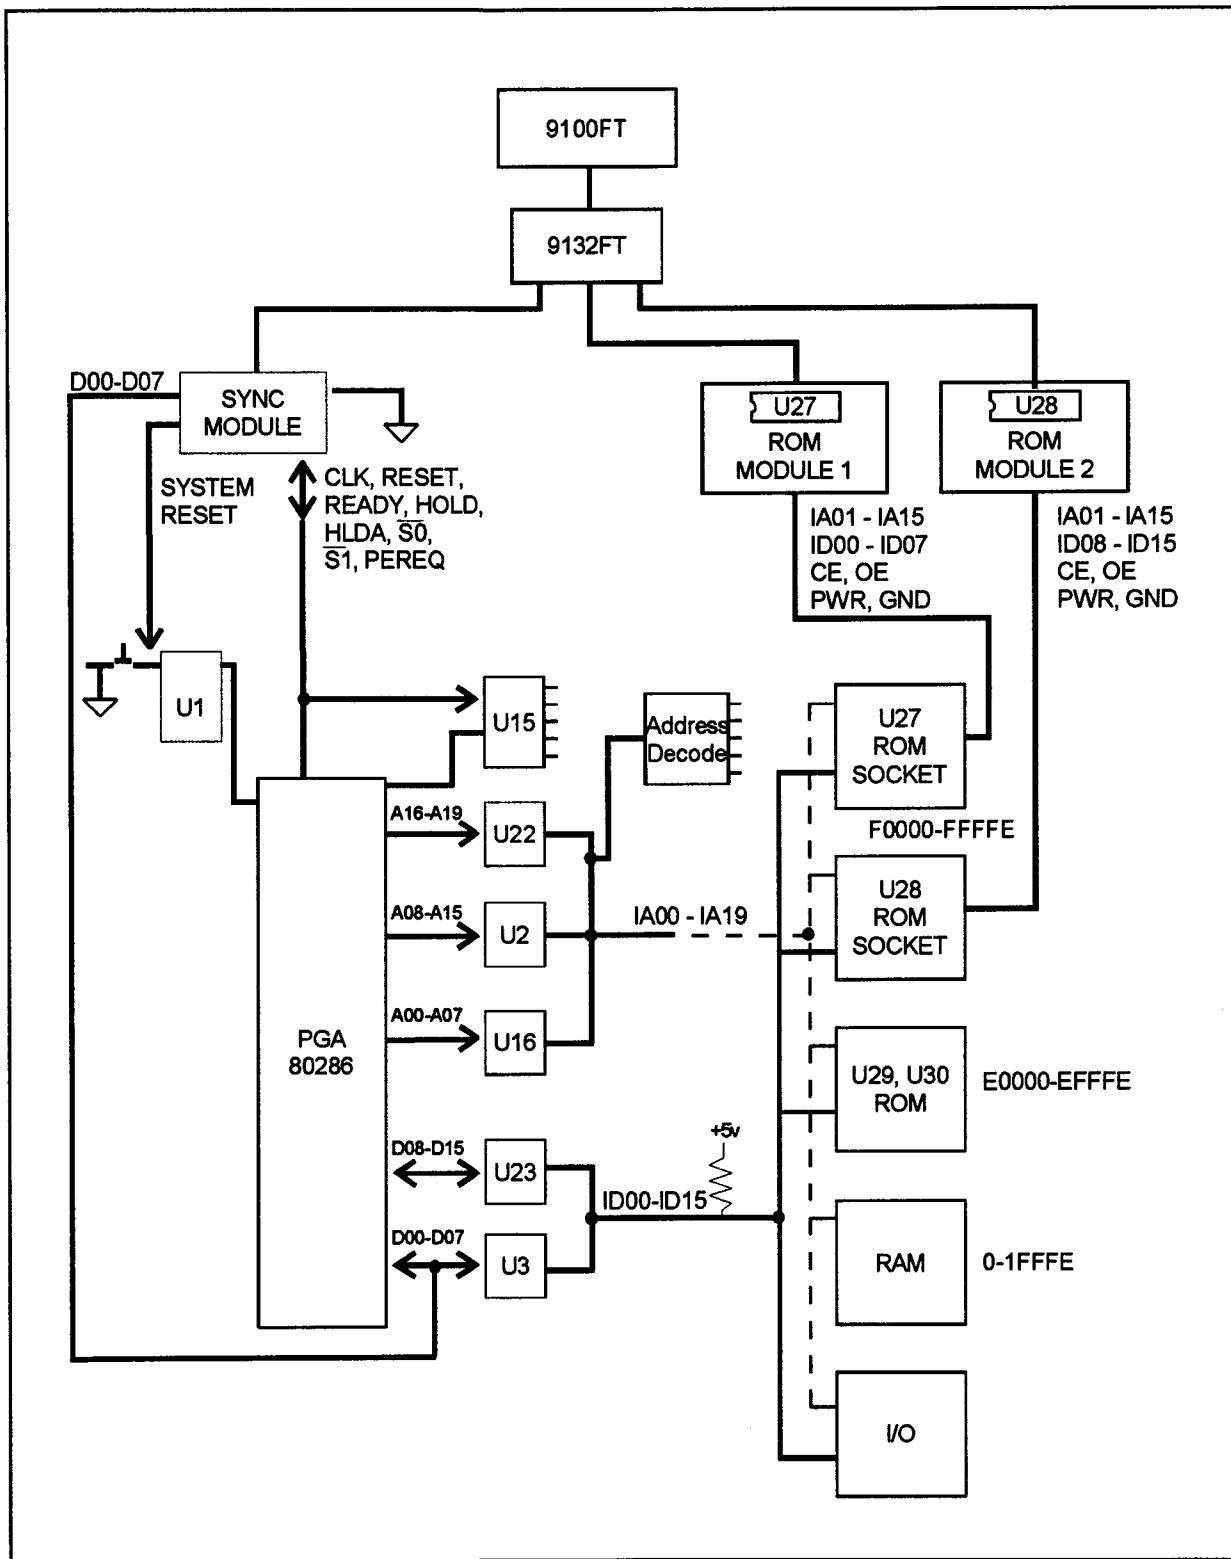 9100FT
9132FT
D00-D07
SYNC
MODULE
SYSTEM
RESET
CLK, RESET,
READY, HOLD,
HLDA, S̅0̅,
S̅1̅, PEREQ
U27
ROM
MODULE 1
U28
ROM
MODULE 2
IA01 - IA15
ID00 - ID07
CE, OE
PWR, GND
IA01 - IA15
ID08 - ID15
CE, OE
PWR, GND
U1
U15
Address
Decode
U27
ROM
SOCKET
F0000-FFFFE
A16-A19
U22
A08-A15
U2
IA00 - IA19
U28
ROM
SOCKET
A00-A07
U16
PGA
80286
U29, U30
ROM
E0000-EFFFE
D08-D15
U23
+5v
ID00-ID15
D00-D07
U3
RAM
0-1FFFE
I/O